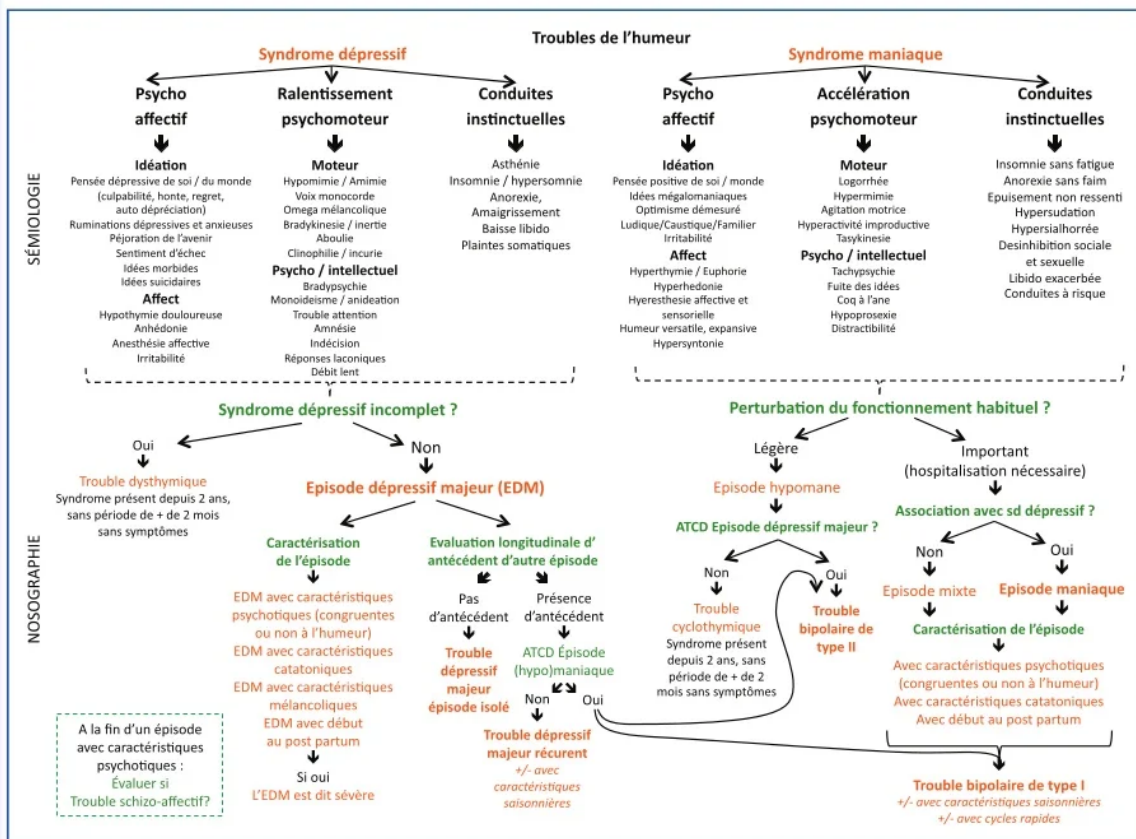 Troubles de l'humeur
Syndrome dépressif
Syndrome maniaque
SÉMIOLOGIE
Psycho
affectif
Idéation
Pensée dépressive de soi / du monde
(culpabilité, honte, regret,
auto dépréciation)
Ruminations dépressives et anxieuses
Péjoration de l'avenir
Sentiment d'échec
Idées morbides
Idées suicidaires
Affect
Hypothymie douloureuse
Anhédonie
Anesthésie affective
Irritabilité
Ralentissement
psychomoteur
Moteur
Hypomimie / Amimie
Voix monocorde
Omega mélancolique
Bradykinesie / inertie
Aboulie
Clinophilie / incurie
Psycho / intellectuel
Bradypsychie
Monoideisme / anideation
Trouble attention
Amnésie
Indécision
Réponses laconiques
Débit lent
Conduites
instinctuelles
Asthénie
Insomnie / hypersomnie
Anorexie,
Amaigrissement
Baisse libido
Plaintes somatiques
Psycho
affectif
Idéation
Pensée positive de soi / monde
Idées mégalomaniaques
Optimisme démesuré
Ludique/Caustique/Familier
Irritabilité
Affect
Hyperthymie / Euphorie
Hyperhedonie
Hyeresthesie affective et
sensorielle
Humeur versatile, expansive
Hypersyntonie
Accélération
psychomoteur
Moteur
Logorrhée
Hypermimie
Agitation motrice
Hyperactivité improductive
Tasykinesie
Psycho / intellectuel
Tachypsychie
Fuite des idées
Coq à l'ane
Hypoprosexie
Distractibilité
Conduites
instinctuelles
Insomnie sans fatigue
Anorexie sans faim
Epuisement non ressenti
Hypersudation
Hypersialhorrée
Desinhibition sociale
et sexuelle
Libido exacerbée
Conduites à risque
NOSOGRAPHIE
Syndrome dépressif incomplet ?
Oui
Trouble dysthymique
Syndrome présent depuis 2 ans,
sans période de + de 2 mois
sans symptômes
Non
Episode dépressif majeur (EDM)
Caractérisation
de l'épisode
EDM avec caractéristiques
psychotiques (congruentes
ou non à l'humeur)
EDM avec caractéristiques
catatoniques
EDM avec caractéristiques
mélancoliques
EDM avec début
au post partum
Si oui
L'EDM est dit sévère
Evaluation longitudinale d'
antécédent d'autre épisode
Pas
d'antécédent
Trouble
dépressif
majeur
épisode isolé
Présence
d'antécédent
ATCD Épisode
(hypo)maniaque
Non
Oui
Trouble dépressif
majeur récurent
+/- avec
caractéristiques
saisonnières
A la fin d'un épisode
avec caractéristiques
psychotiques :
Évaluer si
Trouble schizo-affectif?
Perturbation du fonctionnement habituel ?
Légère
Episode hypomane
ATCD Episode dépressif majeur ?
Non
Trouble
cyclothymique
Syndrome présent
depuis 2 ans, sans
période de + de 2
mois sans symptômes
Oui
Trouble
bipolaire de
type II
Important
(hospitalisation nécessaire)
Association avec sd dépressif ?
Non
Episode mixte
Oui
Episode maniaque
Caractérisation de l'épisode
Avec caractéristiques psychotiques
(congruentes ou non à l'humeur)
Avec caractéristiques catatoniques
Avec début au post partum
Trouble bipolaire de type I
+/- avec caractéristiques saisonnières
+/- avec cycles rapides